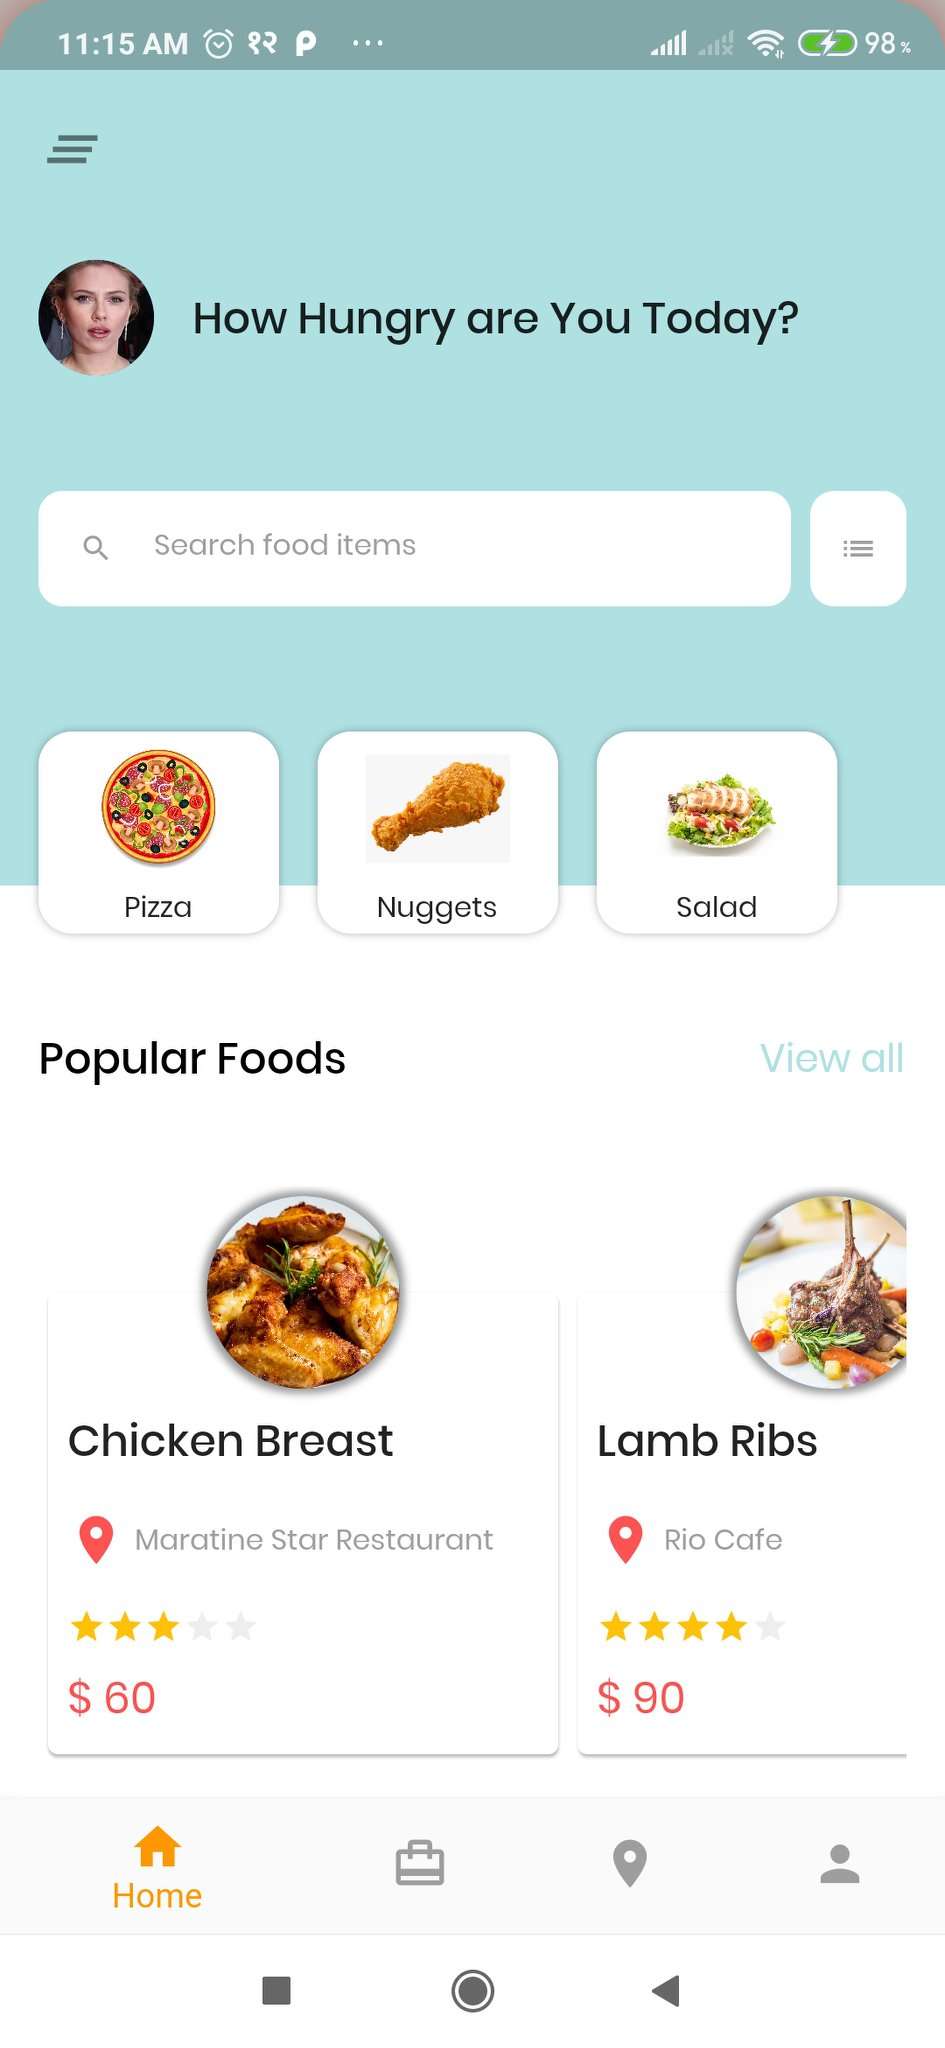 11:15 AM १२ ... 98 %
How Hungry are You Today?
Search food items
Pizza Nuggets Salad
Popular Foods View all
Chicken Breast Lamb Ribs
Maratine Star Restaurant Rio Cafe
$ 60 $ 90
Home